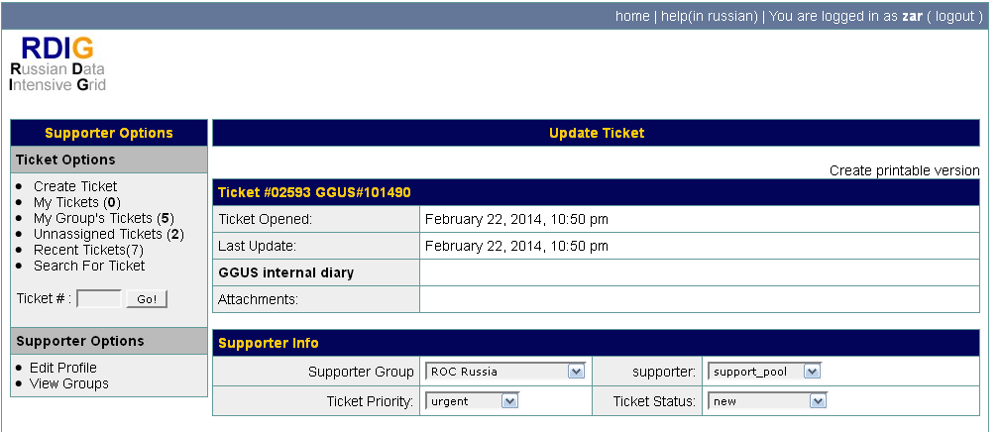 home | help(in russian) | You are logged in as zar ( logout )
RDIG
Russian Data
Intensive Grid
Supporter Options
Ticket Options
Create Ticket
My Tickets (0)
My Group's Tickets (5)
Unnassigned Tickets (2)
Recent Tickets(7)
Search For Ticket
Ticket # : Go!
Supporter Options
Edit Profile
View Groups
Update Ticket
Create printable version
Ticket #02593 GGUS#101490
Ticket Opened: February 22, 2014, 10:50 pm
Last Update: February 22, 2014, 10:50 pm
GGUS internal diary
Attachments:
Supporter Info
Supporter Group ROC Russia supporter: support_pool
Ticket Priority: urgent Ticket Status: new